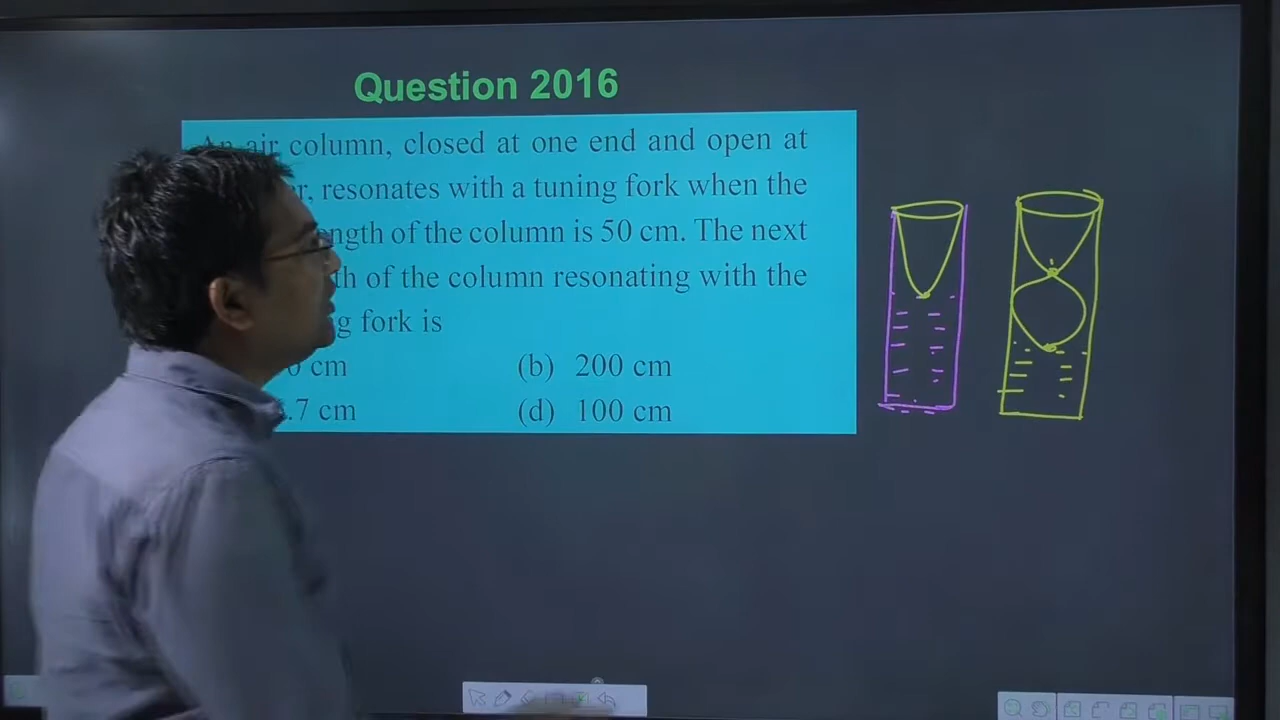 Question 2016
air column, closed at one end and open at
resonates with a tuning fork when the
of the column is 50 cm. The next
of the column resonating with the
fork is
cm (b) 200 cm
.7 cm (d) 100 cm